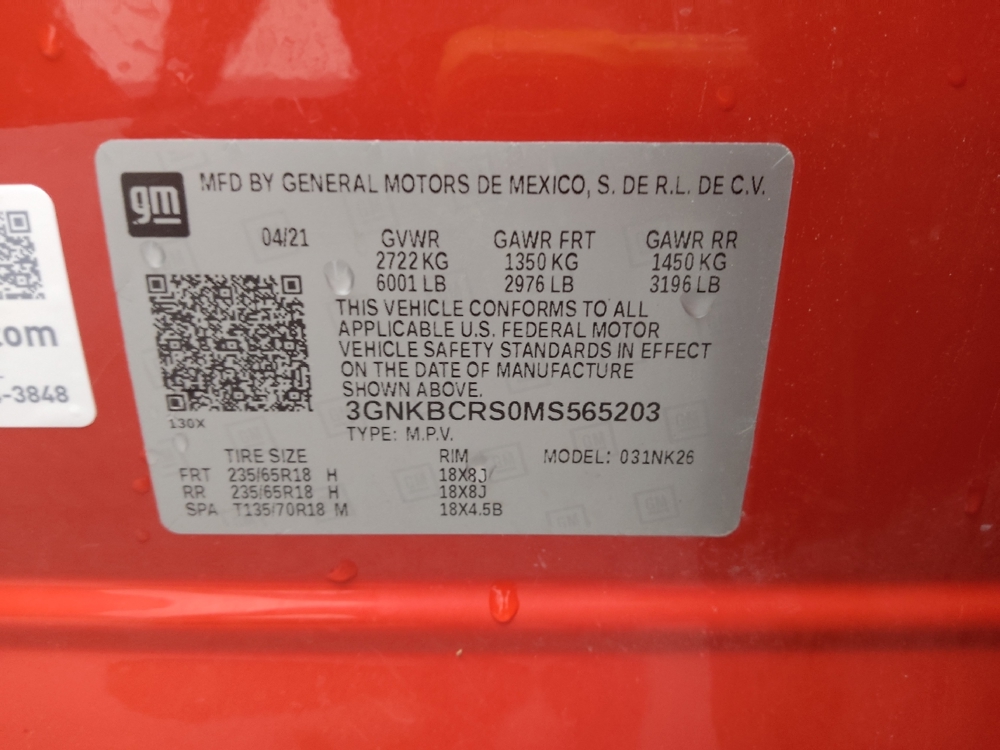 gm
MFD BY GENERAL MOTORS DE MEXICO, S. DE R.L. DE C.V.
04/21 GVWR GAWR FRT GAWR RR
2722 KG 1350 KG 1450 KG
6001 LB 2976 LB 3196 LB
THIS VEHICLE CONFORMS TO ALL
APPLICABLE U.S. FEDERAL MOTOR
VEHICLE SAFETY STANDARDS IN EFFECT
ON THE DATE OF MANUFACTURE
SHOWN ABOVE.
3GNKBCRS0MS565203
130X
TYPE: M.P.V.
TIRE SIZE RIM MODEL: 031NK26
FRT 235/65R18 H 18X8J
RR 235/65R18 H 18X8J
SPA T135/70R18 M 18X4.5B
.com
-3848